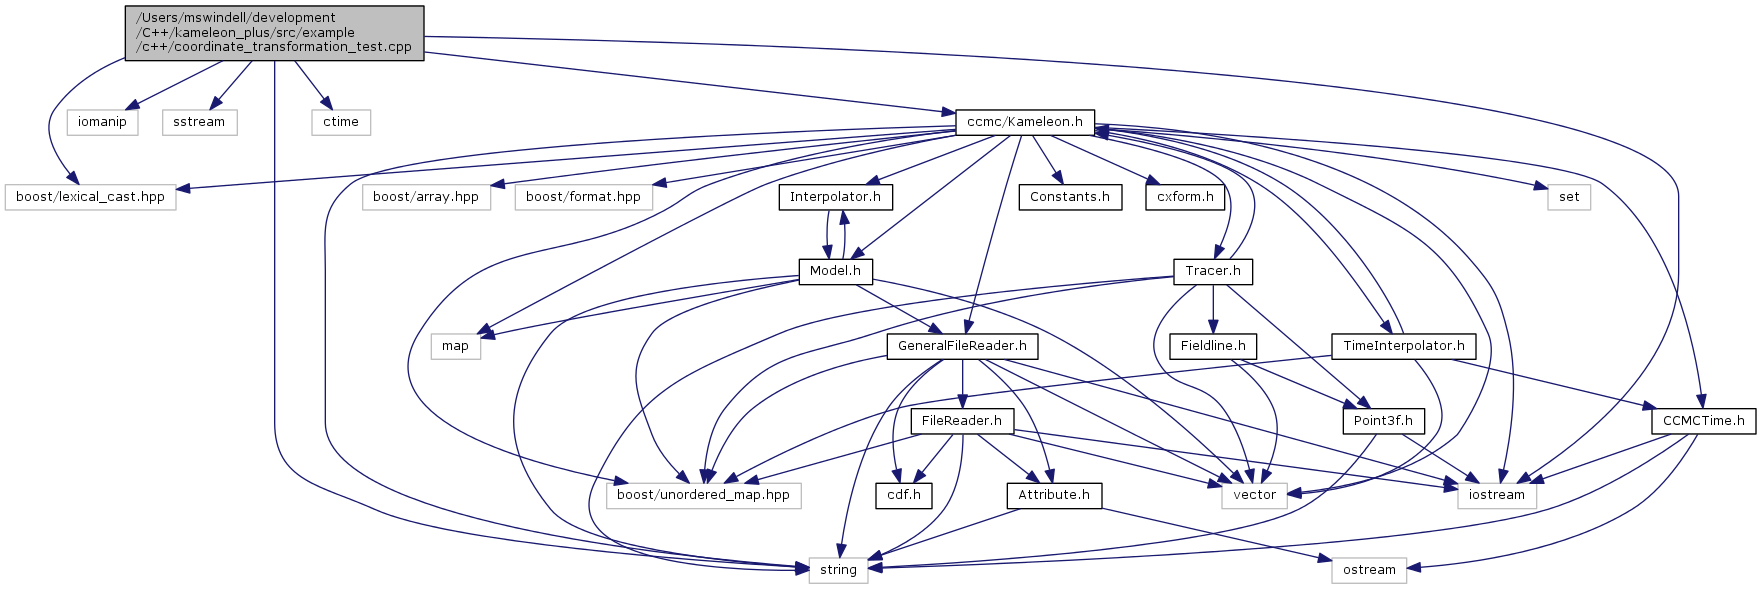 /Users/mswindell/development
/C++/kameleon_plus/src/example
/c++/coordinate_transformation_test.cpp
iomanip
sstream
ctime
ccmc/Kameleon.h
boost/lexical_cast.hpp
boost/array.hpp
boost/format.hpp
Interpolator.h
Constants.h
cxform.h
set
Model.h
Tracer.h
map
GeneralFileReader.h
Fieldline.h
TimeInterpolator.h
FileReader.h
Point3f.h
CCMCTime.h
boost/unordered_map.hpp
cdf.h
Attribute.h
vector
iostream
string
ostream